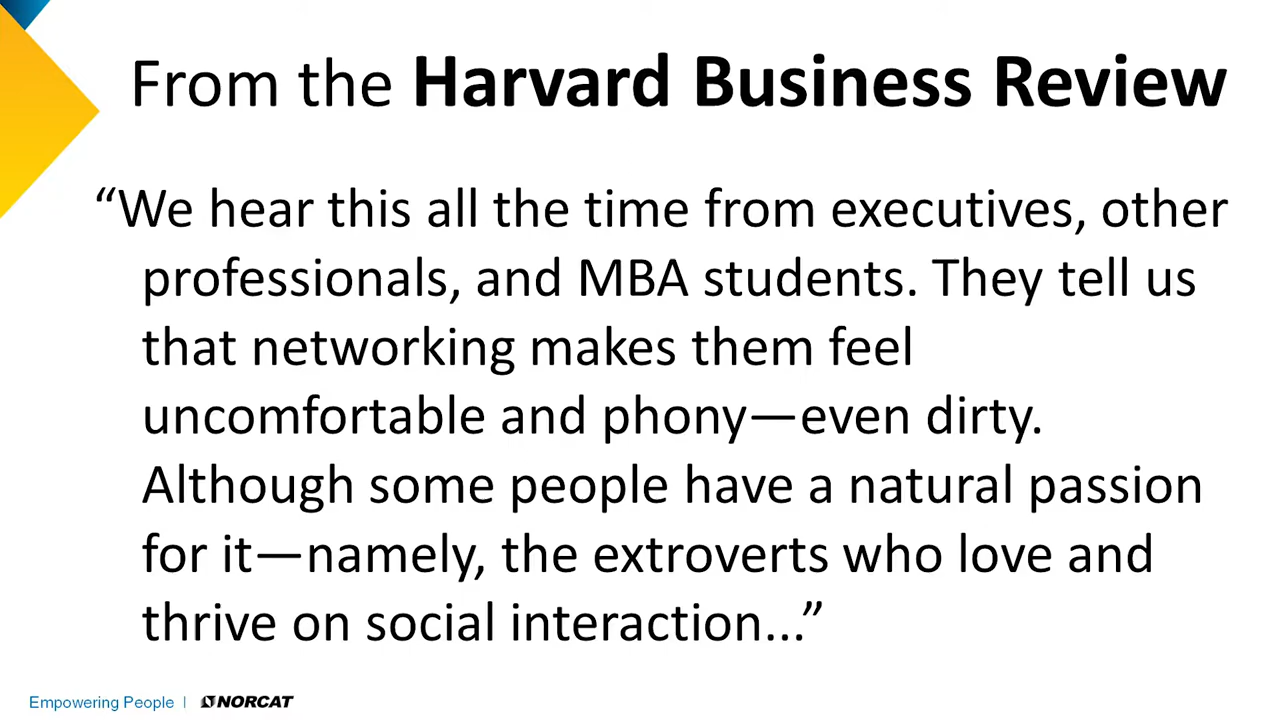 From the Harvard Business Review
“We hear this all the time from executives, other
professionals, and MBA students. They tell us
that networking makes them feel
uncomfortable and phony—even dirty.
Although some people have a natural passion
for it—namely, the extroverts who love and
thrive on social interaction...”
Empowering People | NORCAT